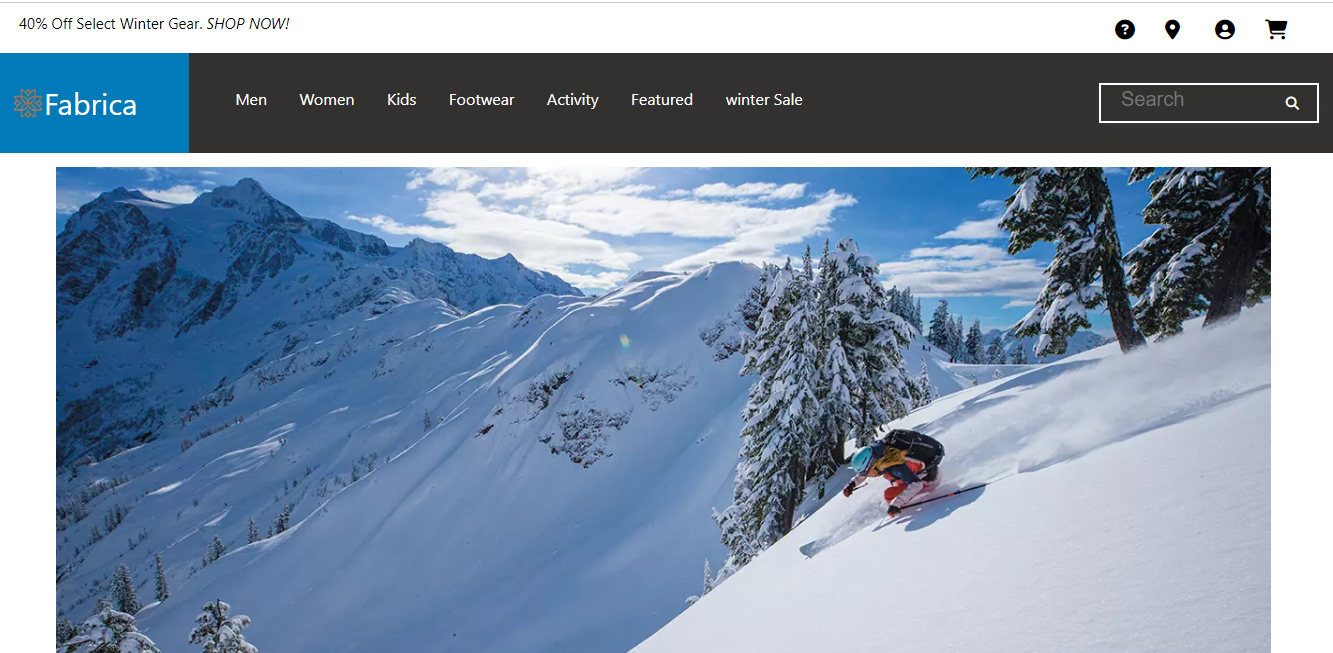 40% Off Select Winter Gear. SHOP NOW!
Fabrica
Men Women Kids Footwear Activity Featured winter Sale
Search